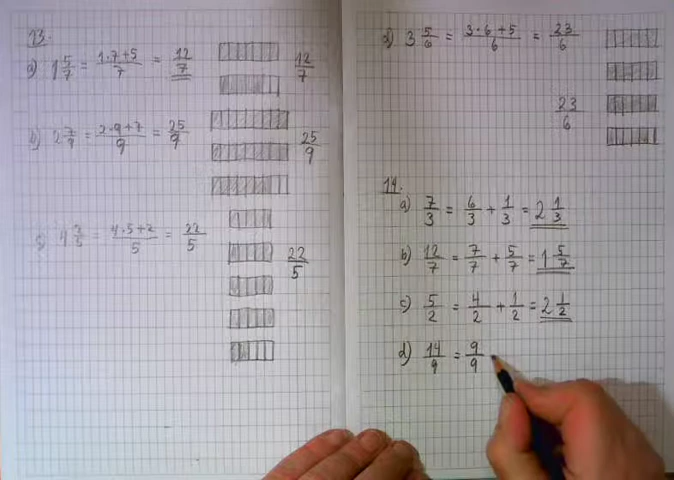 13.
a) 1 5/7 = (1·7+5)/7 = 12/7 12/7
b) 2 7/9 = (2·9+7)/9 = 25/9 25/9
c) 4 2/5 = (4·5+2)/5 = 22/5 22/5
d) 3 5/6 = (3·6+5)/6 = 23/6
23/6
14.
a) 7/3 = 6/3 + 1/3 = 2 1/3
b) 12/7 = 7/7 + 5/7 = 1 5/7
c) 5/2 = 4/2 + 1/2 = 2 1/2
d) 14/9 = 9/9